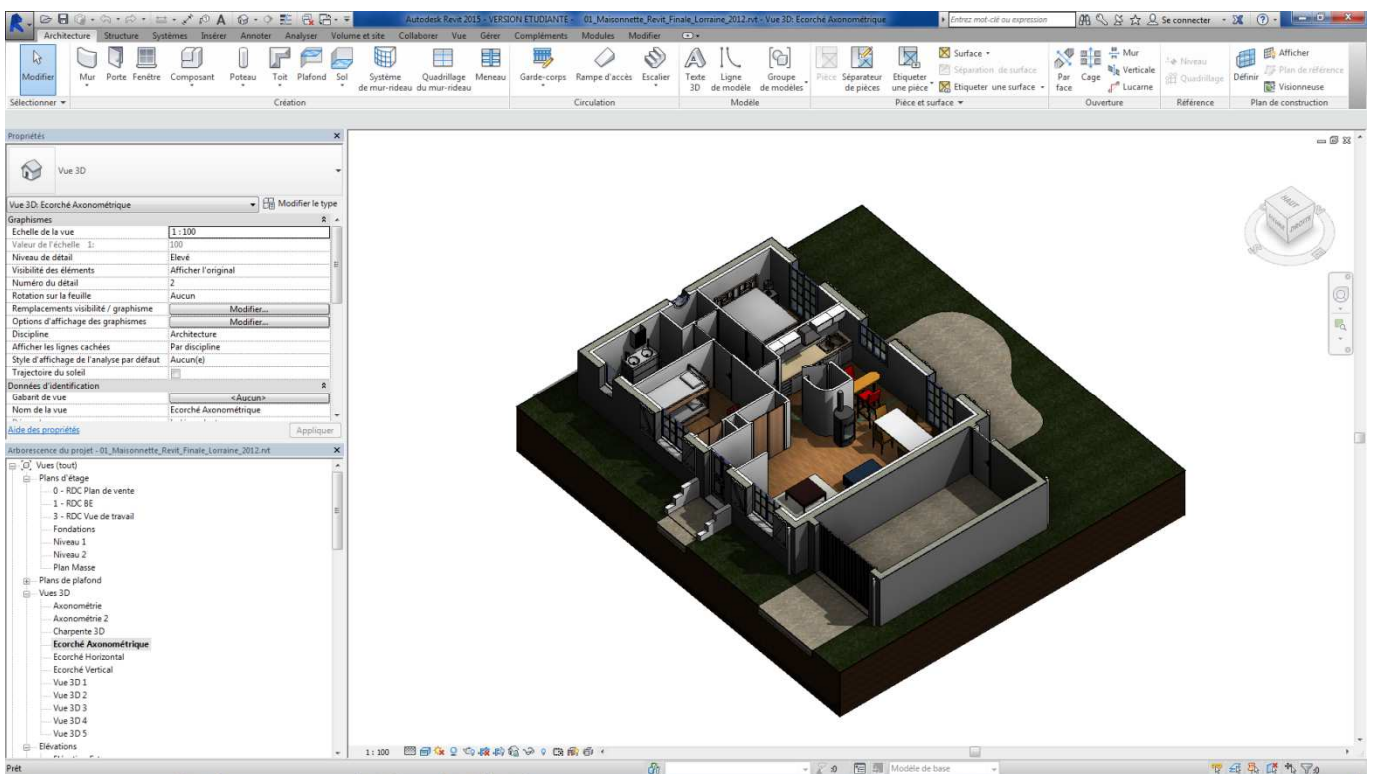 Autodesk Revit 2015 - VERSION ETUDIANTE - 01_Maisonnette_Revit_Finale_Lorraine_2012.rvt - Vue 3D: Ecorché Axonométrique
Entrez mot-clé ou expression
Se connecter
Architecture Structure Systèmes Insérer Annoter Analyser Volume et site Collaborer Vue Gérer Compléments Modules Modifier
Modifier
Mur Porte Fenêtre Composant Poteau Toit Plafond Sol
Système de mur-rideau
Quadrillage du mur-rideau
Meneau
Garde-corps Rampe d'accès Escalier
Texte 3D
Ligne de modèle
Groupe de modèles
Pièce
Séparateur de pièces
Etiqueter une pièce
Surface
Séparation de surface
Etiqueter une surface
Par face
Cage
Mur
Verticale
Lucarne
Niveau
Quadrillage
Définir
Afficher
Plan de référence
Visionneuse
Sélectionner Création Circulation Modèle Pièce et surface Ouverture Référence Plan de construction
Propriétés
Vue 3D
Vue 3D: Ecorché Axonométrique Modifier le type
Graphismes
Echelle de la vue 1 : 100
Valeur de l'échelle 1: 100
Niveau de détail Elevé
Visibilité des éléments Afficher l'original
Numéro du détail 2
Rotation sur la feuille Aucun
Remplacements visibilité / graphisme Modifier...
Options d'affichage des graphismes Modifier...
Discipline Architecture
Afficher les lignes cachées Par discipline
Style d'affichage de l'analyse par défaut Aucun(e)
Trajectoire du soleil
Données d'identification
Gabarit de vue <Aucun>
Nom de la vue Ecorché Axonométrique
Aide des propriétés Appliquer
Arborescence du projet - 01_Maisonnette_Revit_Finale_Lorraine_2012.rvt
Vues (tout)
Plans d'étage
0 - RDC Plan de vente
1 - RDC BE
3 - RDC Vue de travail
Fondations
Niveau 1
Niveau 2
Plan Masse
Plans de plafond
Vues 3D
Axonométrie
Axonométrie 2
Charpente 3D
Ecorché Axonométrique
Ecorché Horizontal
Ecorché Vertical
Vue 3D 1
Vue 3D 2
Vue 3D 3
Vue 3D 4
Vue 3D 5
Elévations
HAUT
DROITE
1 : 100
Prêt
:0
Modèle de base
:0